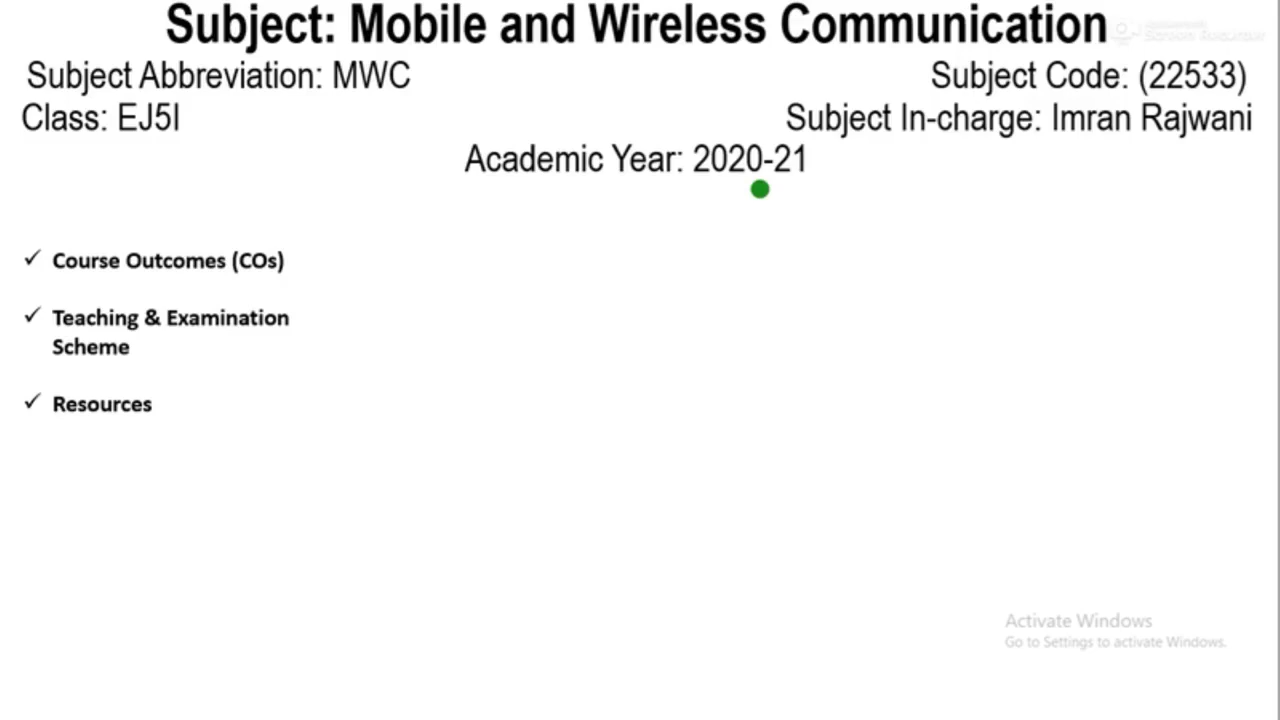 Subject: Mobile and Wireless Communication
Subject Abbreviation: MWC
Subject Code: (22533)
Class: EJ5I
Subject In-charge: Imran Rajwani
Academic Year: 2020-21
✓ Course Outcomes (COs)
✓ Teaching & Examination
Scheme
✓ Resources
Activate Windows
Go to Settings to activate Windows.